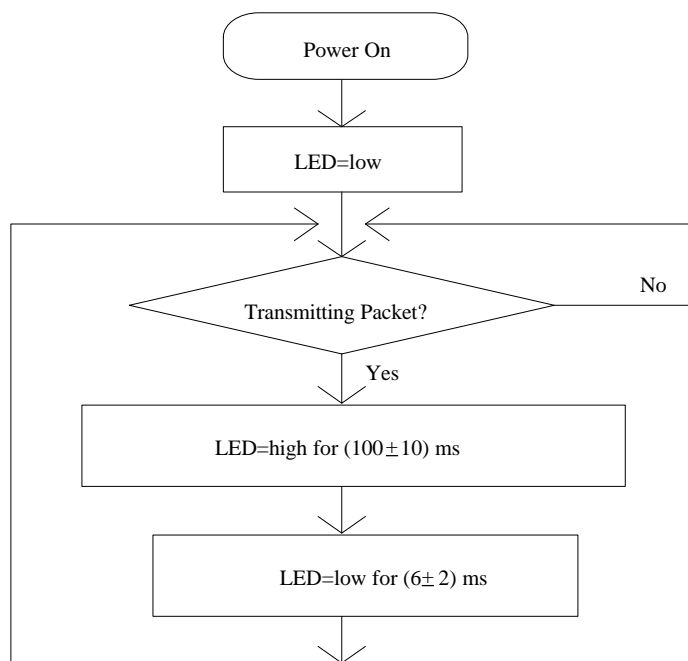 Power On
LED=low
No
Transmitting Packet?
Yes
LED=high for (100±10) ms
LED=low for (6±2) ms